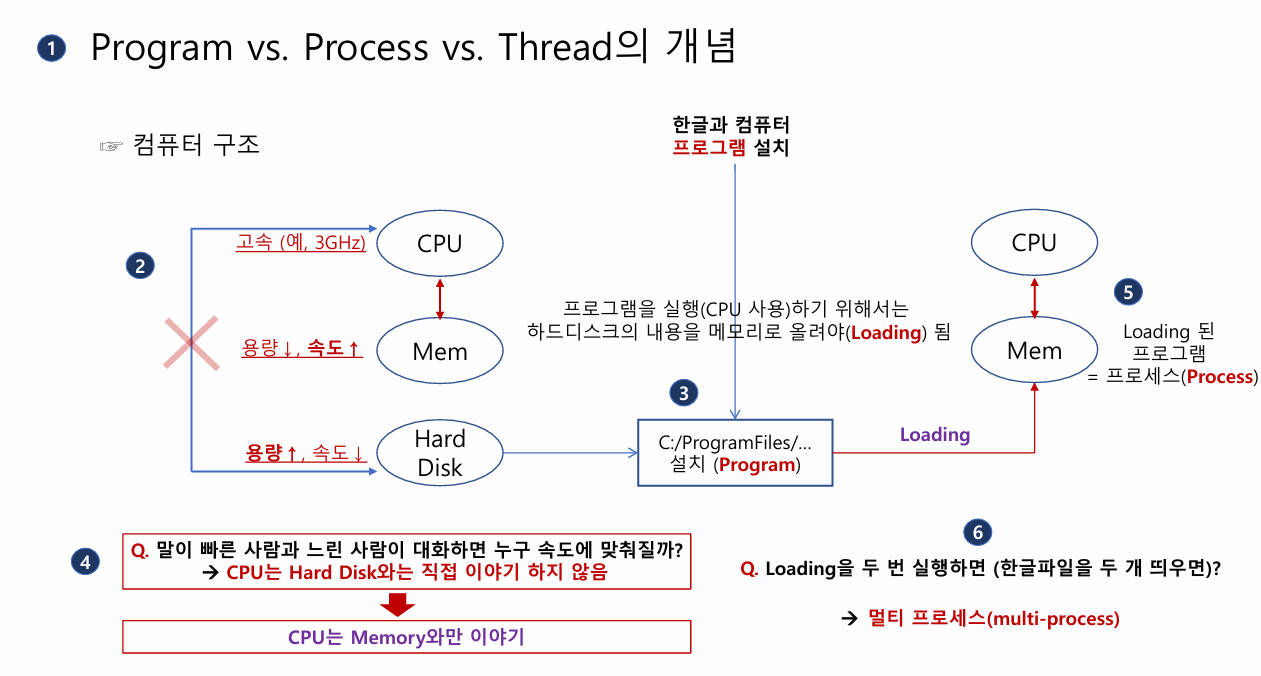 1 Program vs. Process vs. Thread의 개념
☞ 컴퓨터 구조
한글과 컴퓨터
프로그램 설치
2
고속 (예, 3GHz)
CPU
용량↓, 속도↑
Mem
용량↑, 속도↓
Hard
Disk
프로그램을 실행(CPU 사용)하기 위해서는
하드디스크의 내용을 메모리로 올려야(Loading) 됨
3
C:/ProgramFiles/...
설치 (Program)
Loading
CPU
Mem
5
Loading 된
프로그램
= 프로세스(Process)
4
Q. 말이 빠른 사람과 느린 사람이 대화하면 누구 속도에 맞춰질까?
→ CPU는 Hard Disk와는 직접 이야기 하지 않음
CPU는 Memory와만 이야기
6
Q. Loading을 두 번 실행하면 (한글파일을 두 개 띄우면)?
→ 멀티 프로세스(multi-process)